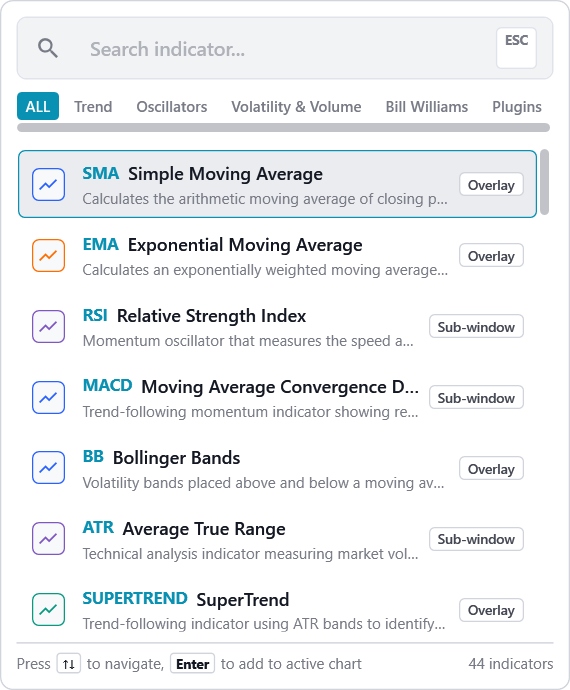 Search indicator...
ESC
ALL Trend Oscillators Volatility & Volume Bill Williams Plugins
SMA Simple Moving Average
Calculates the arithmetic moving average of closing p...
Overlay
EMA Exponential Moving Average
Calculates an exponentially weighted moving average...
Overlay
RSI Relative Strength Index
Momentum oscillator that measures the speed a...
Sub-window
MACD Moving Average Convergence D...
Trend-following momentum indicator showing re...
Sub-window
BB Bollinger Bands
Volatility bands placed above and below a moving av...
Overlay
ATR Average True Range
Technical analysis indicator measuring market vol...
Sub-window
SUPERTREND SuperTrend
Trend-following indicator using ATR bands to identify...
Overlay
Press ↑↓ to navigate, Enter to add to active chart 44 indicators